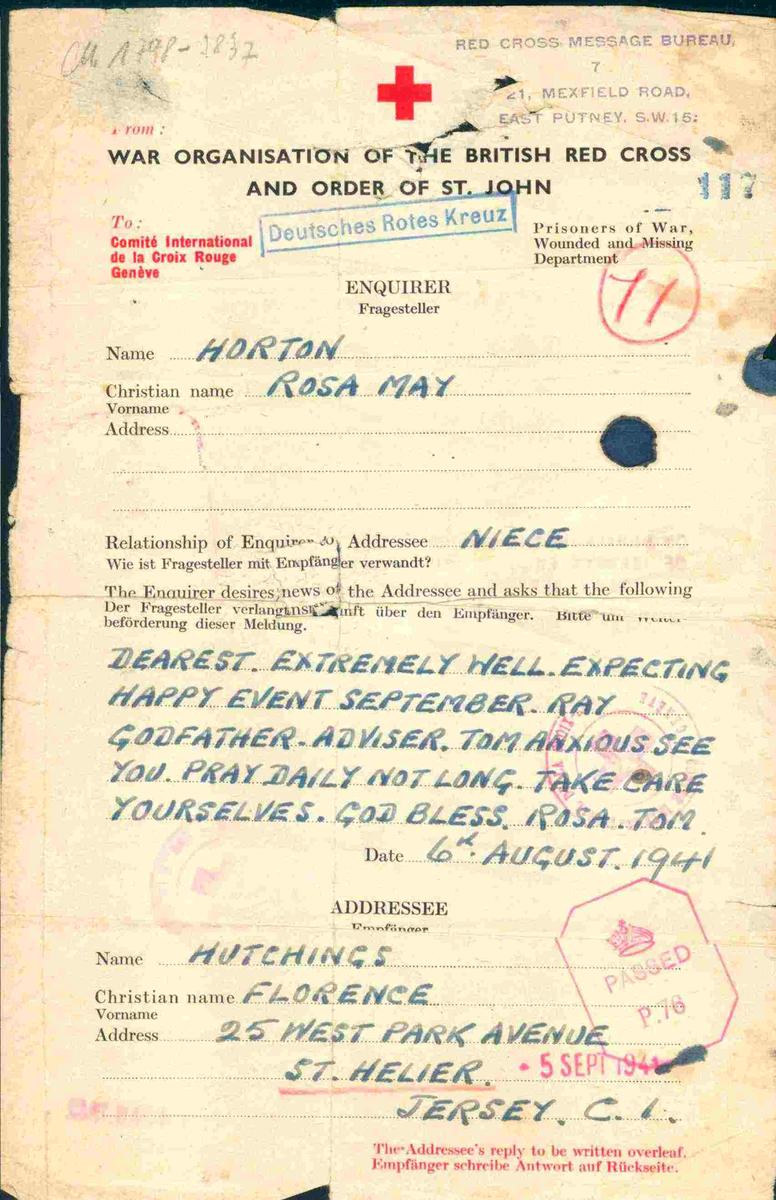 RED CROSS MESSAGE BUREAU,
7
21, MEXFIELD ROAD,
EAST PUTNEY. S.W.15:
From :
WAR ORGANISATION OF THE BRITISH RED CROSS
AND ORDER OF ST. JOHN
117
To :
Comité International
de la Croix Rouge
Genève
Deutsches Rotes Kreuz
Prisoners of War,
Wounded and Missing
Department
ENQUIRER
Fragesteller
Name HORTON
Christian name ROSA MAY
Vorname
Address
Relationship of Enquirer to Addressee NIECE
Wie ist Fragesteller mit Empfänger verwandt?
The Enquirer desires news of the Addressee and asks that the following
Der Fragesteller verlangt über den Empfänger. Bitte um
beförderung dieser Meldung.
DEAREST. EXTREMELY WELL. EXPECTING
HAPPY EVENT SEPTEMBER. RAY
GODFATHER. ADVISER. TOM ANXIOUS SEE
YOU. PRAY DAILY NOT LONG. TAKE CARE
YOURSELVES. GOD BLESS. ROSA. TOM.
Date 6th. AUGUST. 1941
ADDRESSEE
Empfänger
Name HUTCHINGS
Christian name FLORENCE
Vorname
Address 25 WEST PARK AVENUE
ST. HELIER.
JERSEY. C. I.
PASSED
P.76
- 5 SEPT 1941
The Addressee's reply to be written overleaf.
Empfänger schreibe Antwort auf Rückseite.